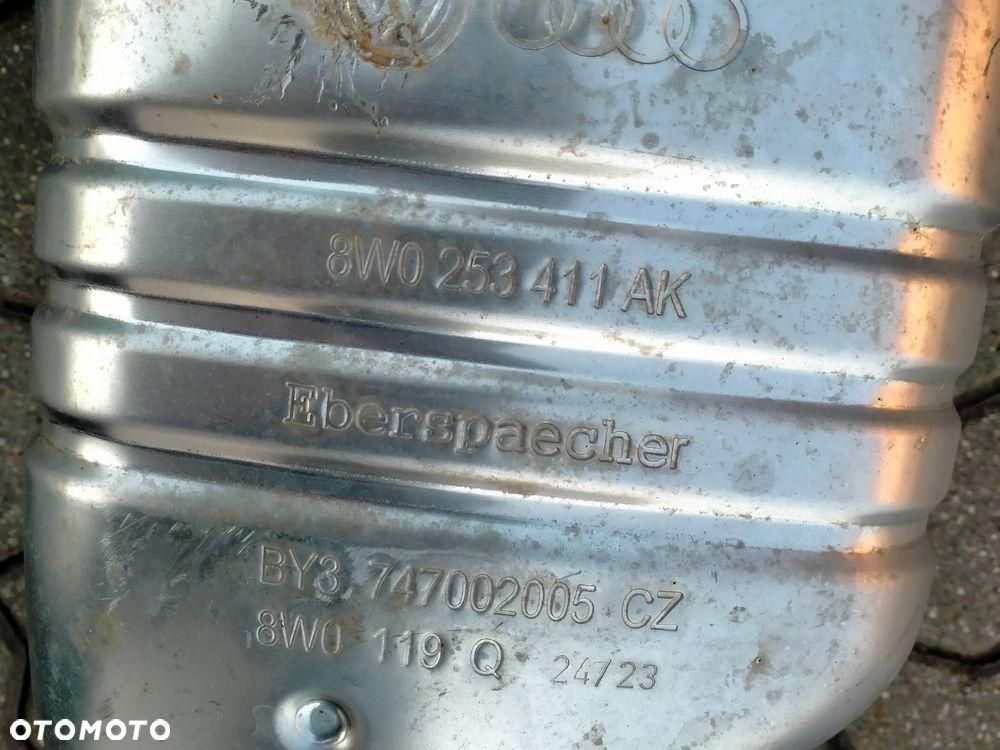 8W0 253 411 AK
Eberspaecher
BY3 747002005 CZ
8W0 119 Q 24/23
OTOMOTO